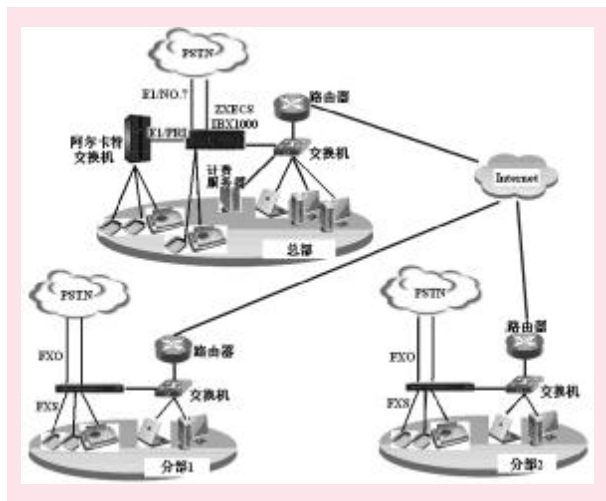 PSTN
E1/NO.7
ZXECS
IBX1000
路由器
阿尔卡特
交换机
E1/PRI
交换机
计费
服务器
Internet
总部
PSTN
FXO
路由器
FXS
交换机
分部1
PSTN
FXO
路由器
FXS
交换机
分部2